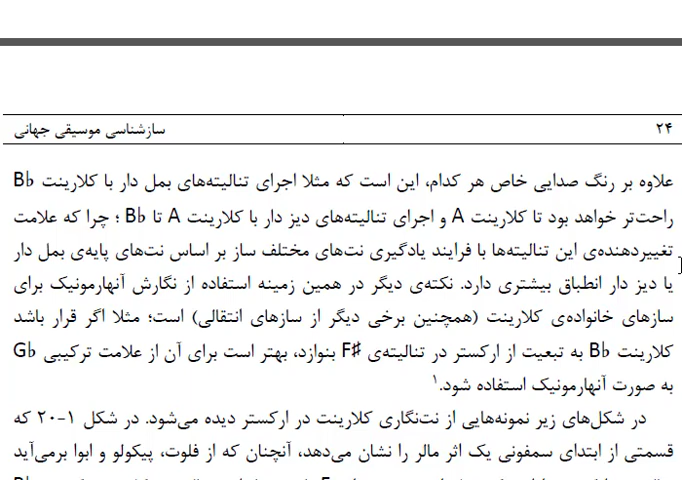 سازشناسی موسیقی جهانی ۲۴
علاوه بر رنگ صدایی خاص هر کدام، این است که مثلا اجرای تنالیته‌های بمل دار با کلارینت B♭
راحت‌تر خواهد بود تا کلارینت A و اجرای تنالیته‌های دیز دار با کلارینت A تا B♭ ؛ چرا که علامت
تغییردهنده‌ی این تنالیته‌ها با فرایند یادگیری نت‌های مختلف ساز بر اساس نت‌های پایه‌ی بمل دار
یا دیز دار انطباق بیشتری دارد. نکته‌ی دیگر در همین زمینه استفاده از نگارش آنهارمونیک برای
سازهای خانواده‌ی کلارینت (همچنین برخی دیگر از سازهای انتقالی) است؛ مثلا اگر قرار باشد
کلارینت B♭ به تبعیت از ارکستر در تنالیته‌ی F♯ بنوازد، بهتر است برای آن از علامت ترکیبی G♭
به صورت آنهارمونیک استفاده شود.۱
در شکل‌های زیر نمونه‌هایی از نت‌نگاری کلارینت در ارکستر دیده می‌شود. در شکل ۱-۲۰ که
قسمتی از ابتدای سمفونی یک اثر مالر را نشان می‌دهد، آنچنان که از فلوت، پیکولو و ابوا برمی‌آید